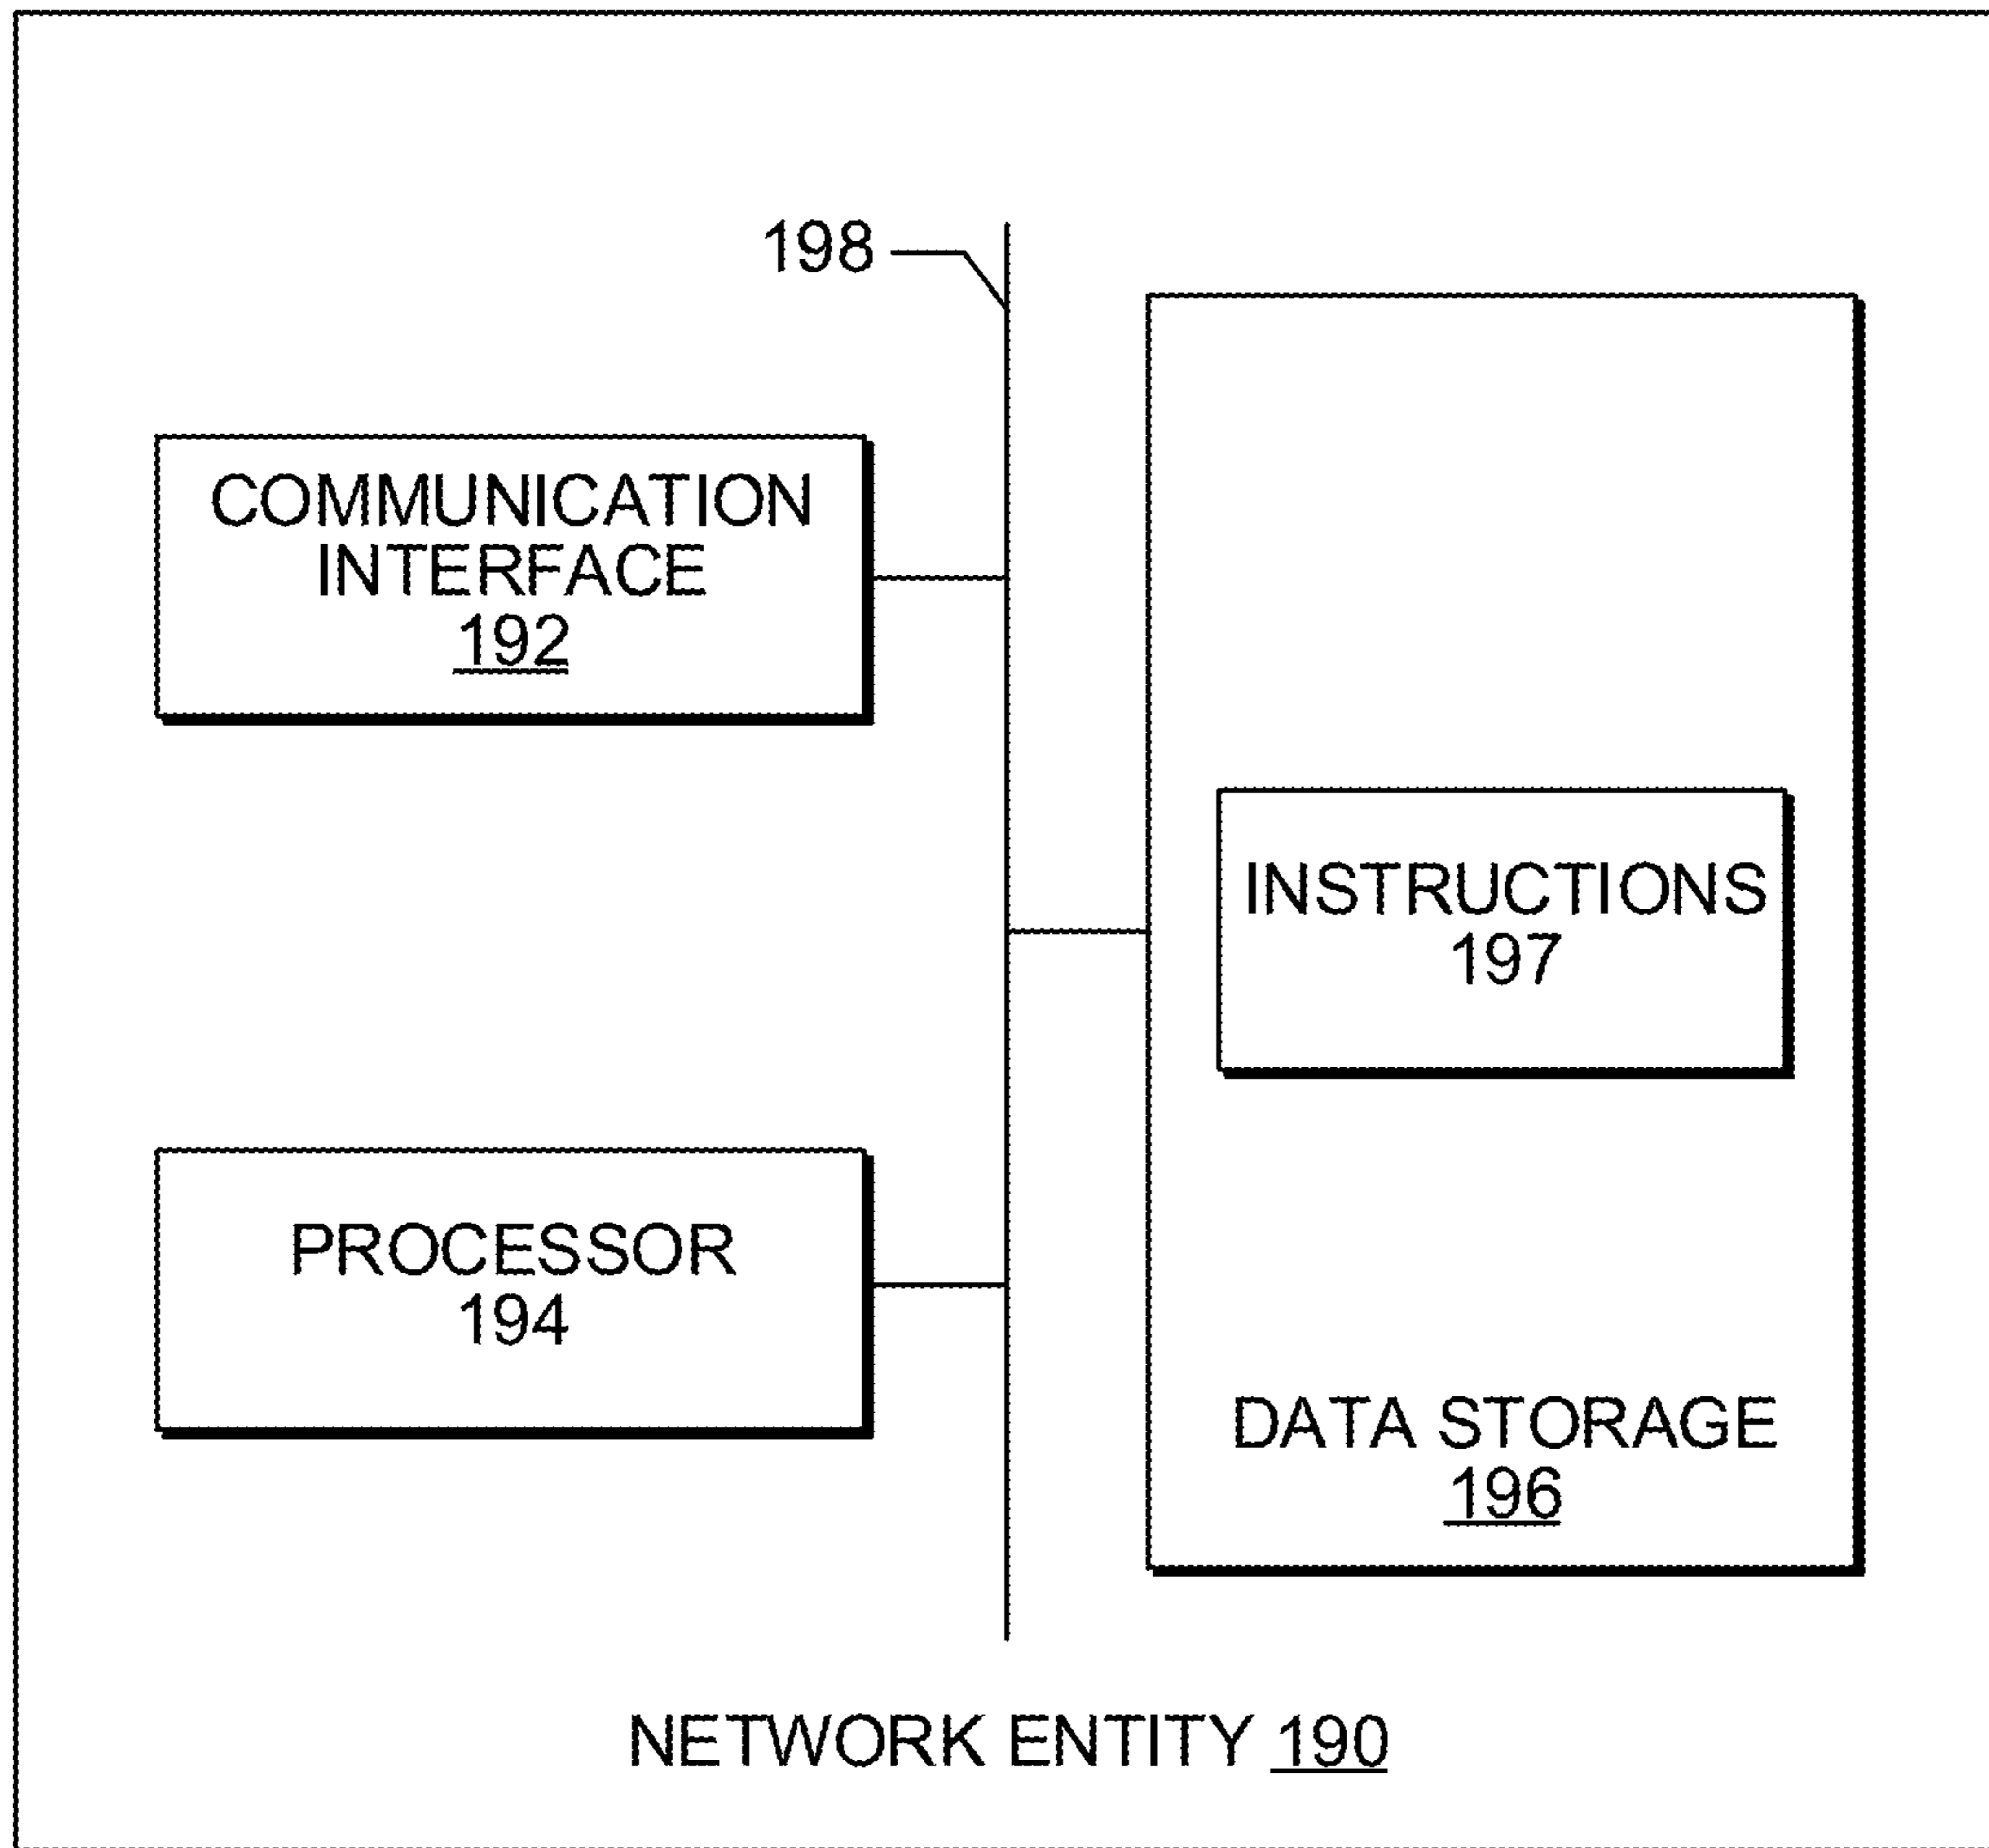 198
COMMUNICATION
INTERFACE
192
INSTRUCTIONS
197
PROCESSOR
194
DATA STORAGE
196
NETWORK ENTITY 190